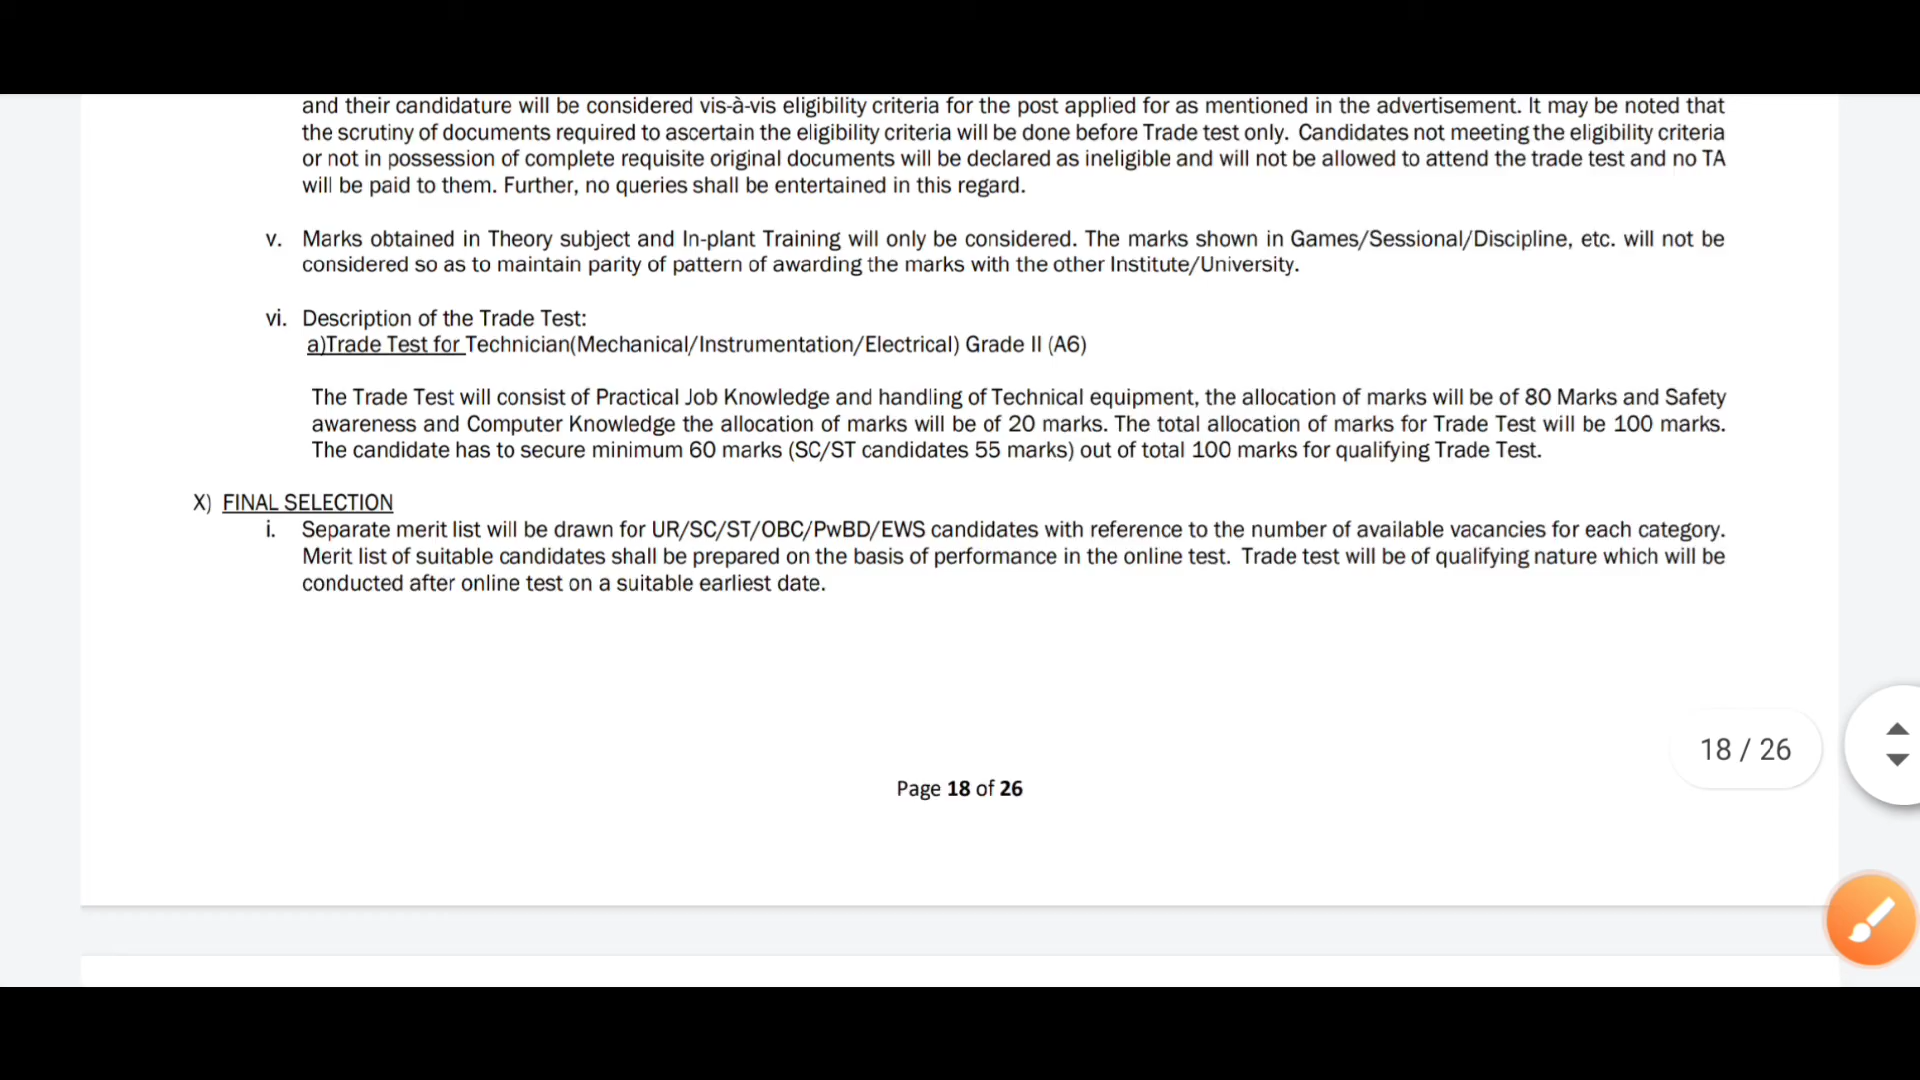 and their candidature will be considered vis-à-vis eligibility criteria for the post applied for as mentioned in the advertisement. It may be noted that
the scrutiny of documents required to ascertain the eligibility criteria will be done before Trade test only. Candidates not meeting the eligibility criteria
or not in possession of complete requisite original documents will be declared as ineligible and will not be allowed to attend the trade test and no TA
will be paid to them. Further, no queries shall be entertained in this regard.
v. Marks obtained in Theory subject and In-plant Training will only be considered. The marks shown in Games/Sessional/Discipline, etc. will not be
considered so as to maintain parity of pattern of awarding the marks with the other Institute/University.
vi. Description of the Trade Test:
a)Trade Test for Technician(Mechanical/Instrumentation/Electrical) Grade II (A6)
The Trade Test will consist of Practical Job Knowledge and handling of Technical equipment, the allocation of marks will be of 80 Marks and Safety
awareness and Computer Knowledge the allocation of marks will be of 20 marks. The total allocation of marks for Trade Test will be 100 marks.
The candidate has to secure minimum 60 marks (SC/ST candidates 55 marks) out of total 100 marks for qualifying Trade Test.
X) FINAL SELECTION
i. Separate merit list will be drawn for UR/SC/ST/OBC/PwBD/EWS candidates with reference to the number of available vacancies for each category.
Merit list of suitable candidates shall be prepared on the basis of performance in the online test. Trade test will be of qualifying nature which will be
conducted after online test on a suitable earliest date.
18 / 26
Page 18 of 26